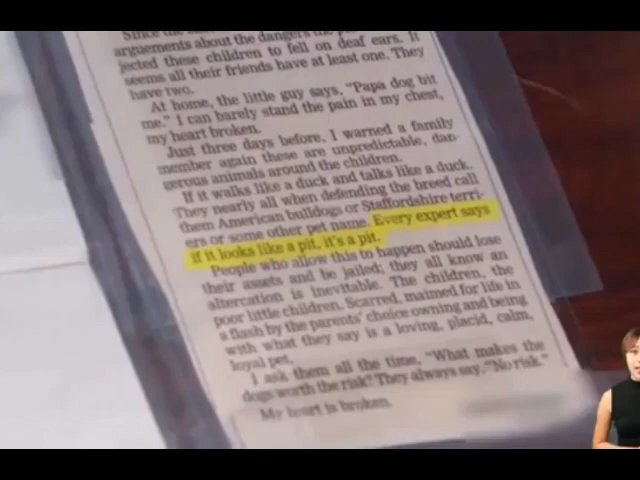 Since the
arguements about the dangers the
jected these children to fell on deaf ears. It
seems all their friends have at least one. They
have two.
At home, the little guy says, "Papa dog bit
me." I can barely stand the pain in my chest,
my heart broken.
Just three days before, I warned a family
member again these are unpredictable, dan-
gerous animals around the children.
If it walks like a duck and talks like a duck.
They nearly all when defending the breed call
them American bulldogs or Staffordshire terri-
ers or some other pet name. Every expert says
if it looks like a pit, it's a pit.
People who allow this to happen should lose
their assets and be jailed; they all know an
altercation is inevitable. The children, the
poor little children. Scarred, maimed for life in
a flash by the parents' choice owning and being
with what they say is a loving, placid, calm,
loyal pet.
I ask them all the time, "What makes the
dogs worth the risk? They always say, "No risk."
My heart is broken.